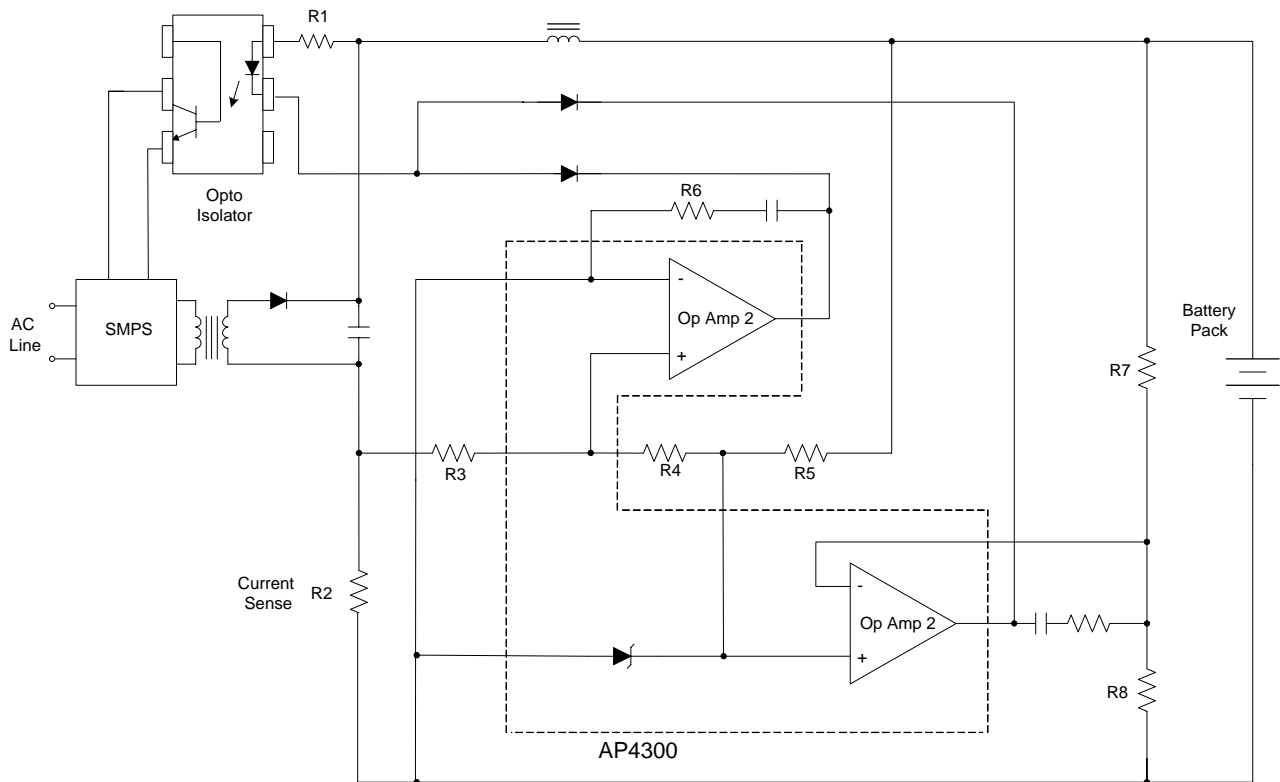 R1
Opto
Isolator
R6
-
Op Amp 2
+
AC
Line
SMPS
Battery
Pack
R7
R3
R4
R5
Current
Sense
R2
-
Op Amp 2
+
R8
AP4300